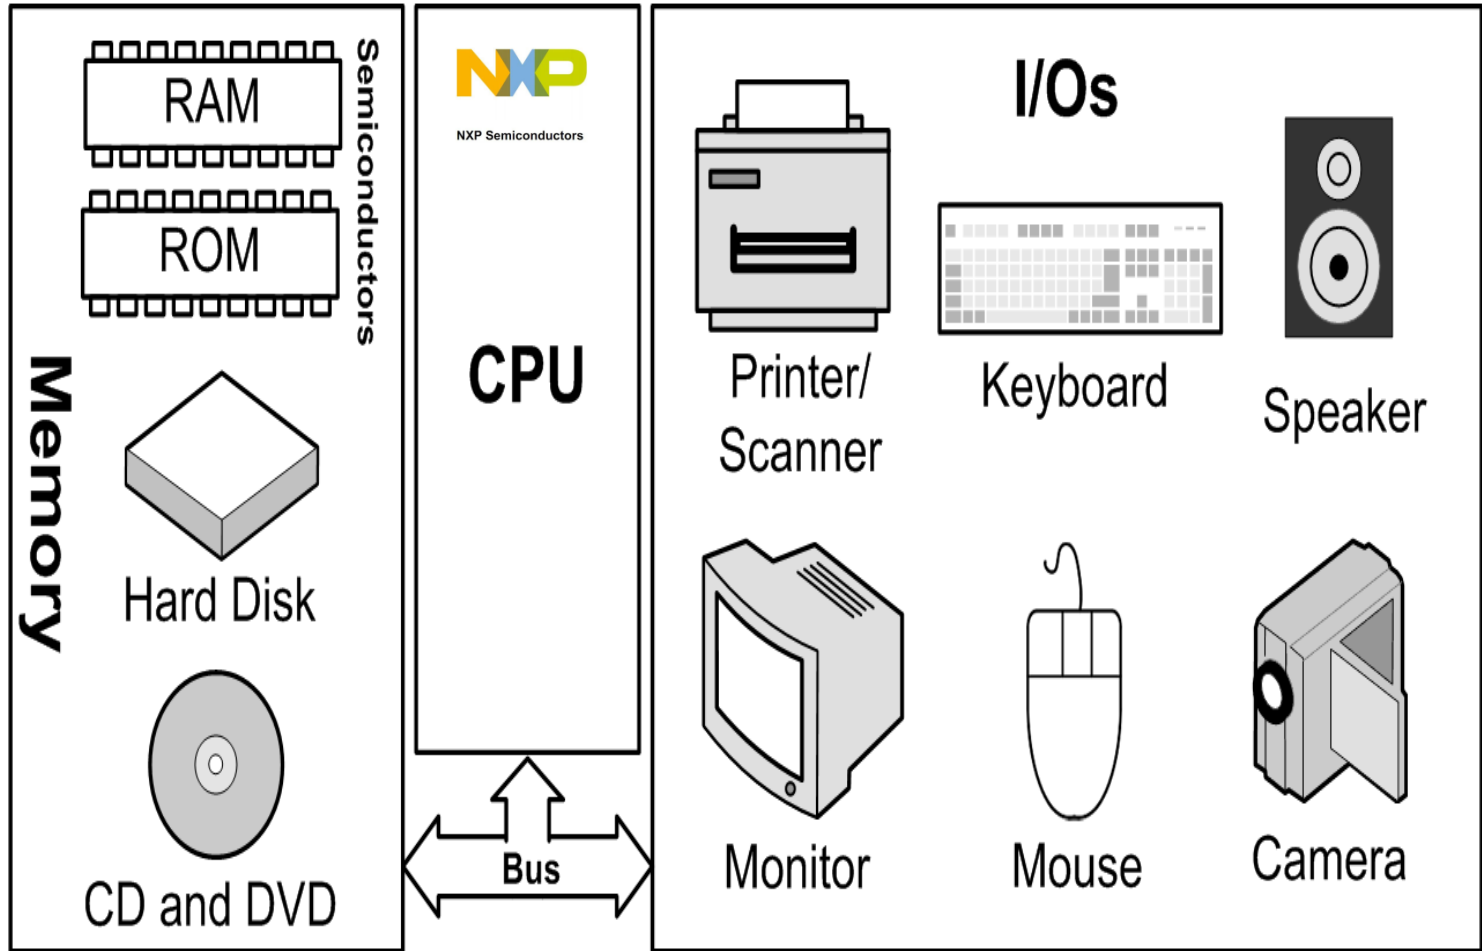 RAM
ROM
Semiconductors
Memory
Hard Disk
CD and DVD
NXP
NXP Semiconductors
CPU
Bus
I/Os
Printer/
Scanner
Keyboard
Speaker
Monitor
Mouse
Camera